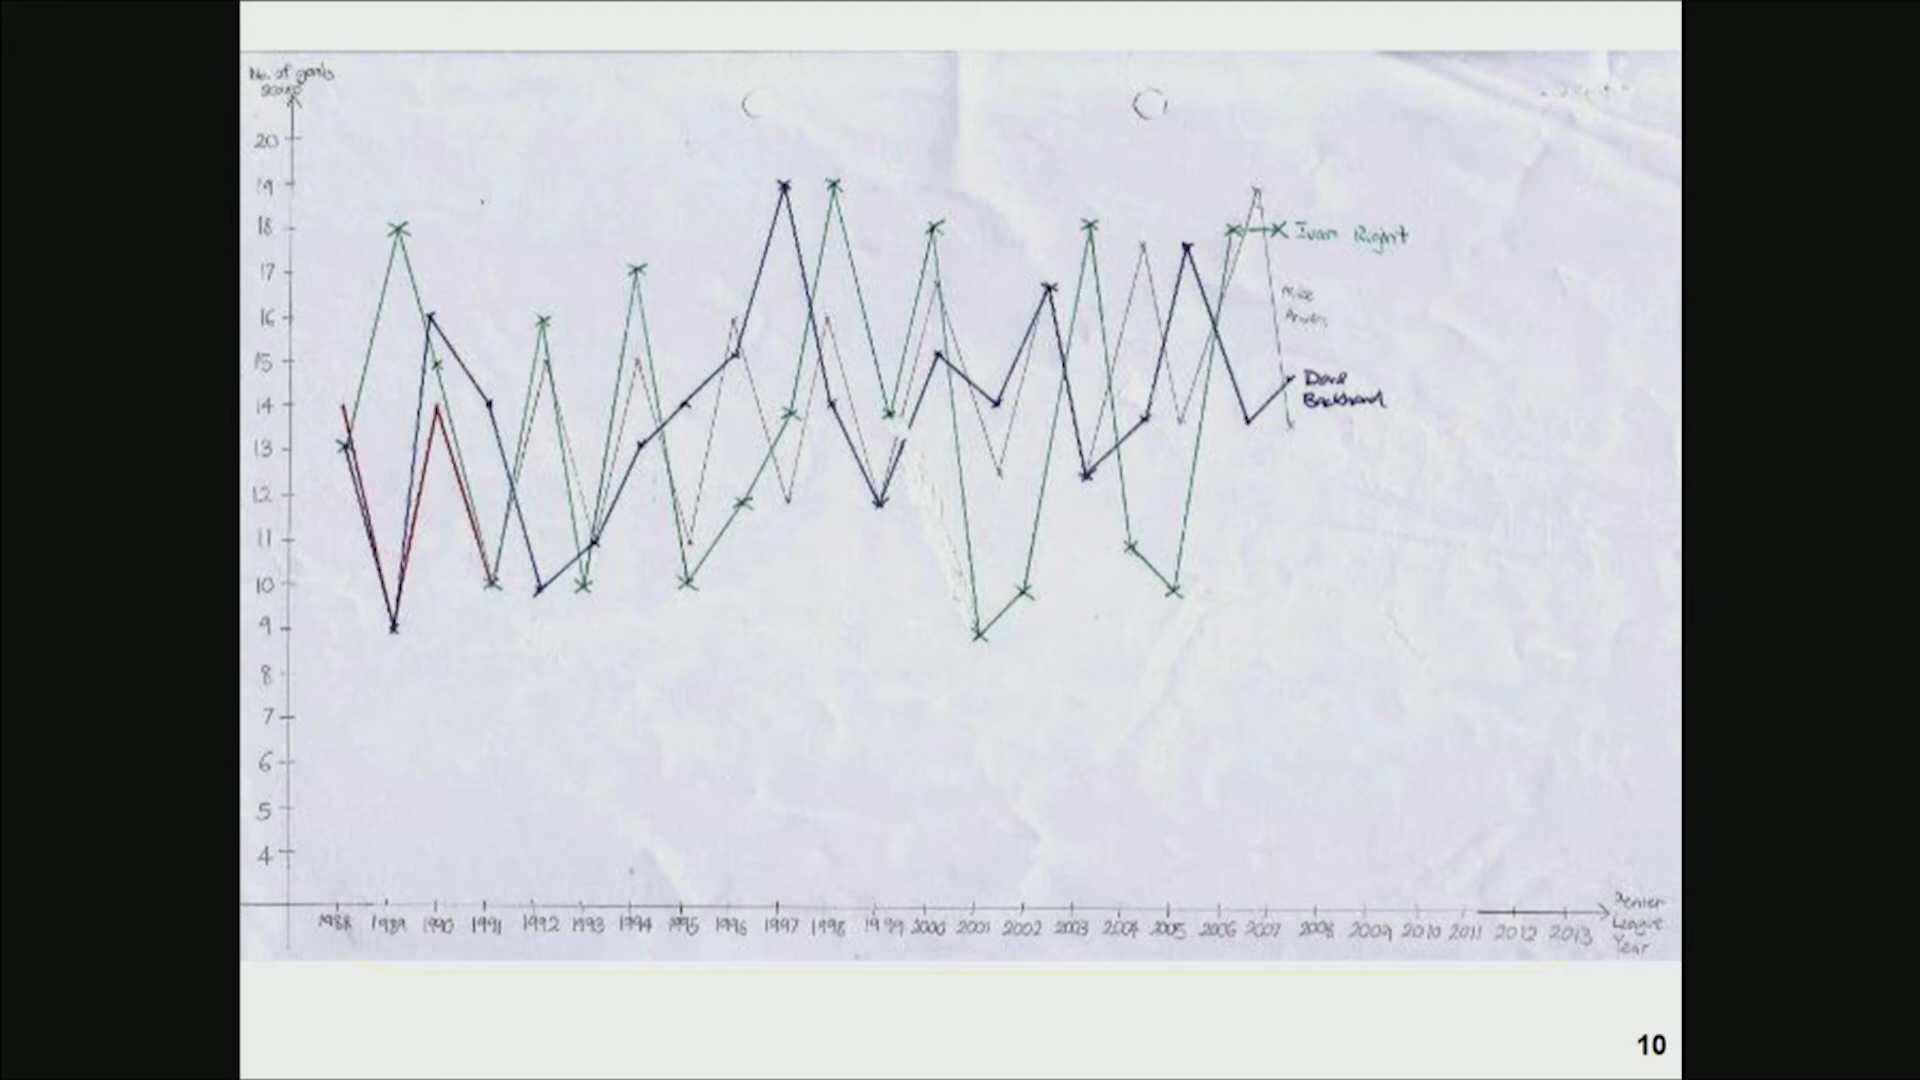 No. of goals
scored
20
19
18
17
16
15
14
13
12
11
10
9
8
7
6
5
4
Ivan Right
Mike
Dave
Backhand
1988 1989 1990 1991 1992 1993 1994 1995 1996 1997 1998 1999 2000 2001 2002 2003 2004 2005 2006 2007 2008 2009 2010 2011 2012 2013
League
Year
10